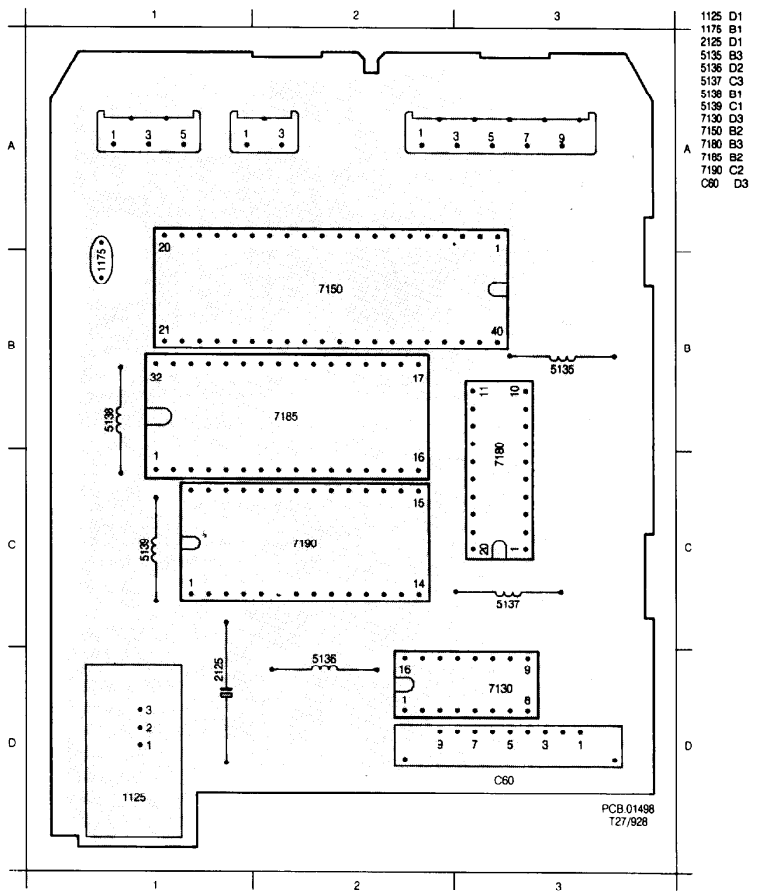 1 2 3
1125 D1
1175 B1
2125 D1
5135 B3
5136 D2
5137 C3
5138 B1
5139 C1
7130 D3
7150 B2
7180 B3
7185 B2
7190 C2
C60 D3
A
1 3 5
1 3
1 3 5 7 9
A
20 1
1175
7150
21 40
B
B
5135
32 17
11 10
5138
7185
7180
1 16
15
C
5139
7190
20 1
C
1 14
5137
2125
5136
16 9
7130
1 8
3
2
1
D
9 7 5 3 1
D
C60
1125
PCB.01498
T27/928
1 2 3